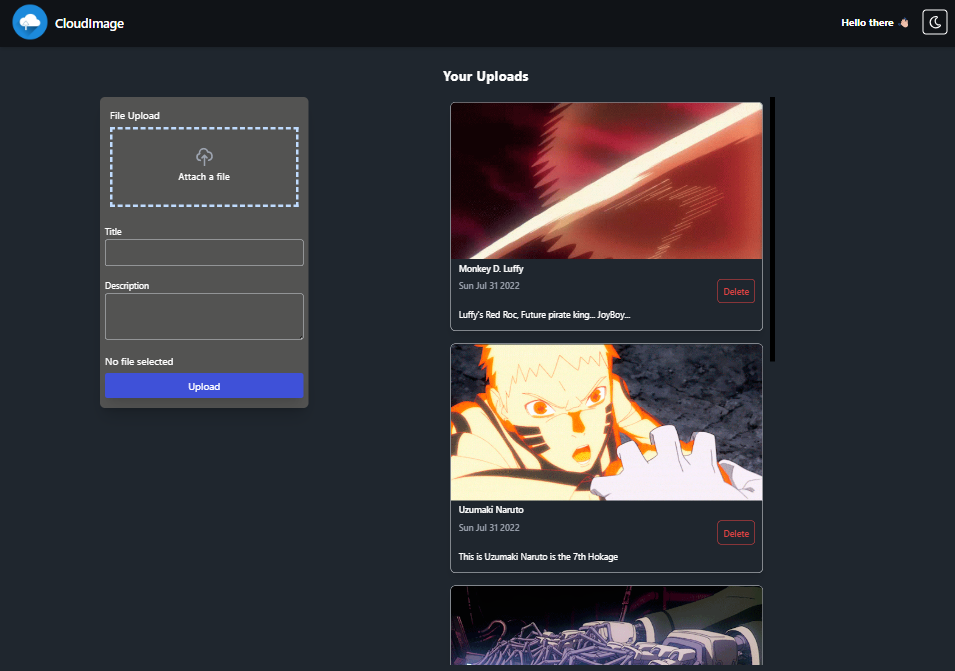 CloudImage
Hello there 👋🏻
Your Uploads
File Upload
Attach a file
Title
Description
No file selected
Upload
Monkey D. Luffy
Sun Jul 31 2022
Delete
Luffy's Red Roc, Future pirate king... JoyBoy...
Uzumaki Naruto
Sun Jul 31 2022
Delete
This is Uzumaki Naruto is the 7th Hokage